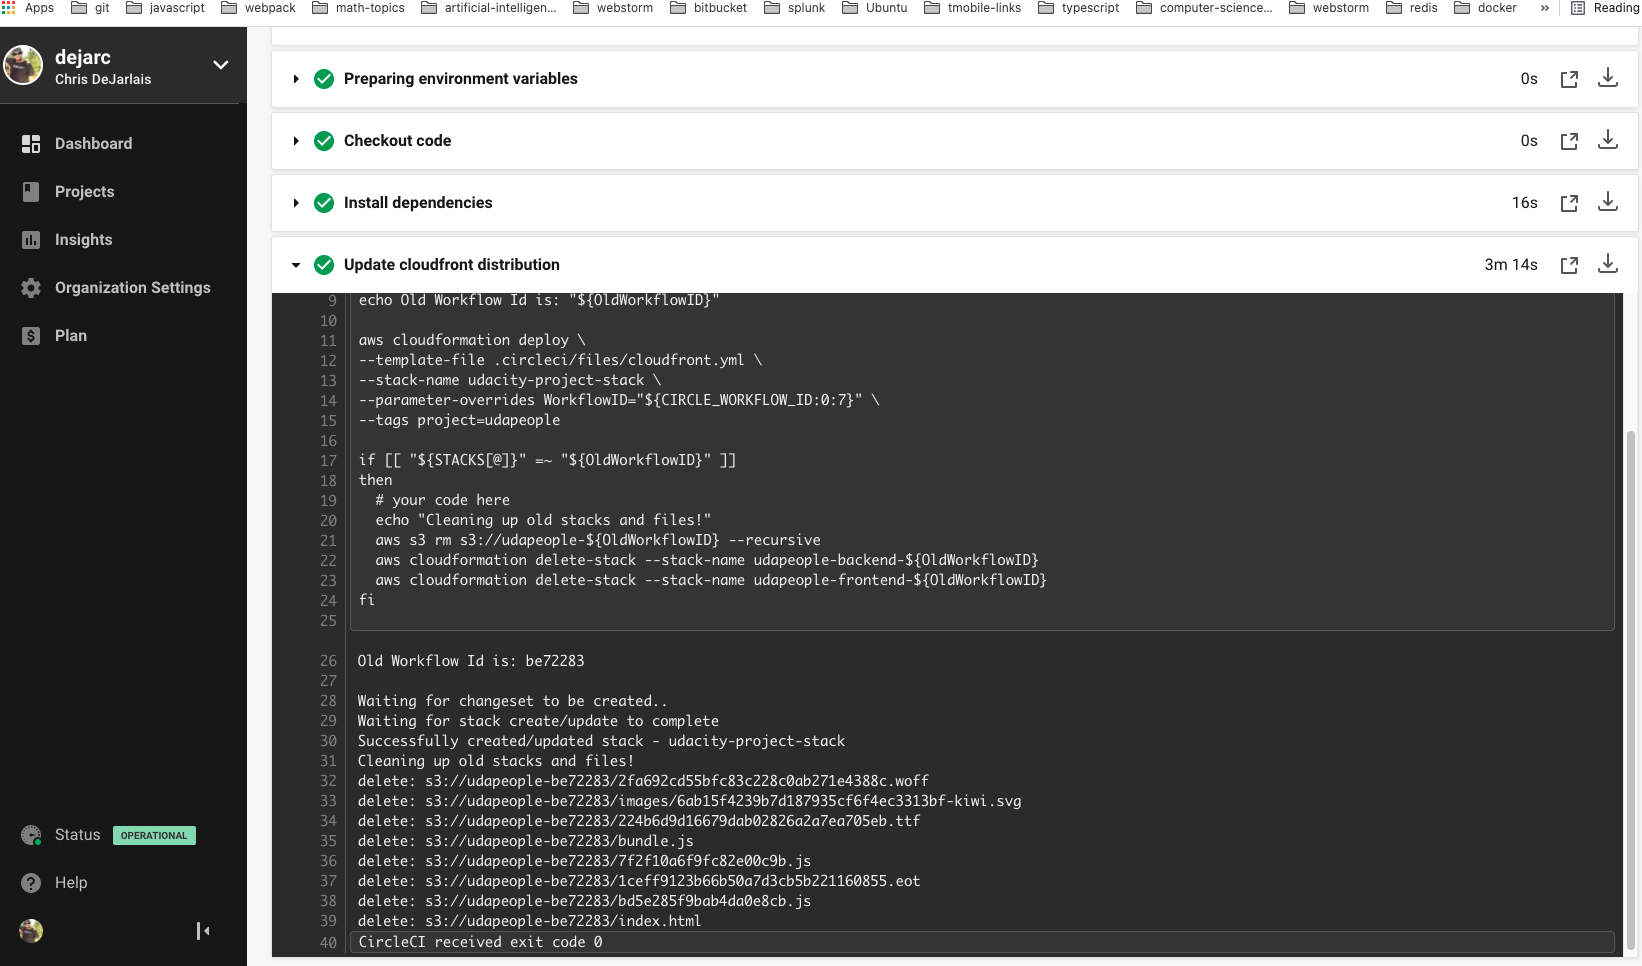 Apps git javascript webpack math-topics artificial-intelligen... webstorm bitbucket splunk Ubuntu tmobile-links typescript computer-science... webstorm redis docker » Reading
dejarc
Chris DeJarlais
Dashboard
Projects
Insights
Organization Settings
Plan
Status OPERATIONAL
Help
Preparing environment variables 0s
Checkout code 0s
Install dependencies 16s
Update cloudfront distribution 3m 14s
9 echo Old Workflow Id is: "${OldWorkflowID}"
10
11 aws cloudformation deploy \
12 --template-file .circleci/files/cloudfront.yml \
13 --stack-name udacity-project-stack \
14 --parameter-overrides WorkflowID="${CIRCLE_WORKFLOW_ID:0:7}" \
15 --tags project=udapeople
16
17 if [[ "${STACKS[@]}" =~ "${OldWorkflowID}" ]]
18 then
19 # your code here
20 echo "Cleaning up old stacks and files!"
21 aws s3 rm s3://udapeople-${OldWorkflowID} --recursive
22 aws cloudformation delete-stack --stack-name udapeople-backend-${OldWorkflowID}
23 aws cloudformation delete-stack --stack-name udapeople-frontend-${OldWorkflowID}
24 fi
25
26 Old Workflow Id is: be72283
27
28 Waiting for changeset to be created..
29 Waiting for stack create/update to complete
30 Successfully created/updated stack - udacity-project-stack
31 Cleaning up old stacks and files!
32 delete: s3://udapeople-be72283/2fa692cd55bfc83c228c0ab271e4388c.woff
33 delete: s3://udapeople-be72283/images/6ab15f4239b7d187935cf6f4ec3313bf-kiwi.svg
34 delete: s3://udapeople-be72283/224b6d9d16679dab02826a2a7ea705eb.ttf
35 delete: s3://udapeople-be72283/bundle.js
36 delete: s3://udapeople-be72283/7f2f10a6f9fc82e00c9b.js
37 delete: s3://udapeople-be72283/1ceff9123b66b50a7d3cb5b221160855.eot
38 delete: s3://udapeople-be72283/bd5e285f9bab4da0e8cb.js
39 delete: s3://udapeople-be72283/index.html
40 CircleCI received exit code 0